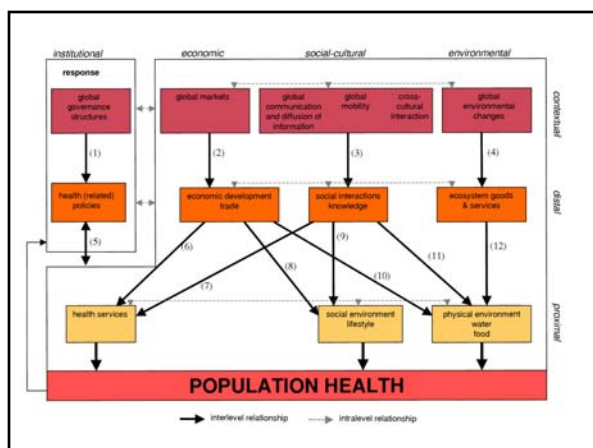 institutional economic social-cultural environmental
response
global
governance
structures
global markets
global
communication
and diffusion of
information
global
mobility
cross-
cultural
interaction
global
environmental
changes
contextual
(1)
(2)
(3)
(4)
health (related)
policies
economic development
trade
social interactions
knowledge
ecosystem goods
& services
distal
(5)
(6)
(7)
(8)
(9)
(10)
(11)
(12)
health services
social environment
lifestyle
physical environment
water
food
proximal
POPULATION HEALTH
interlevel relationship intralevel relationship